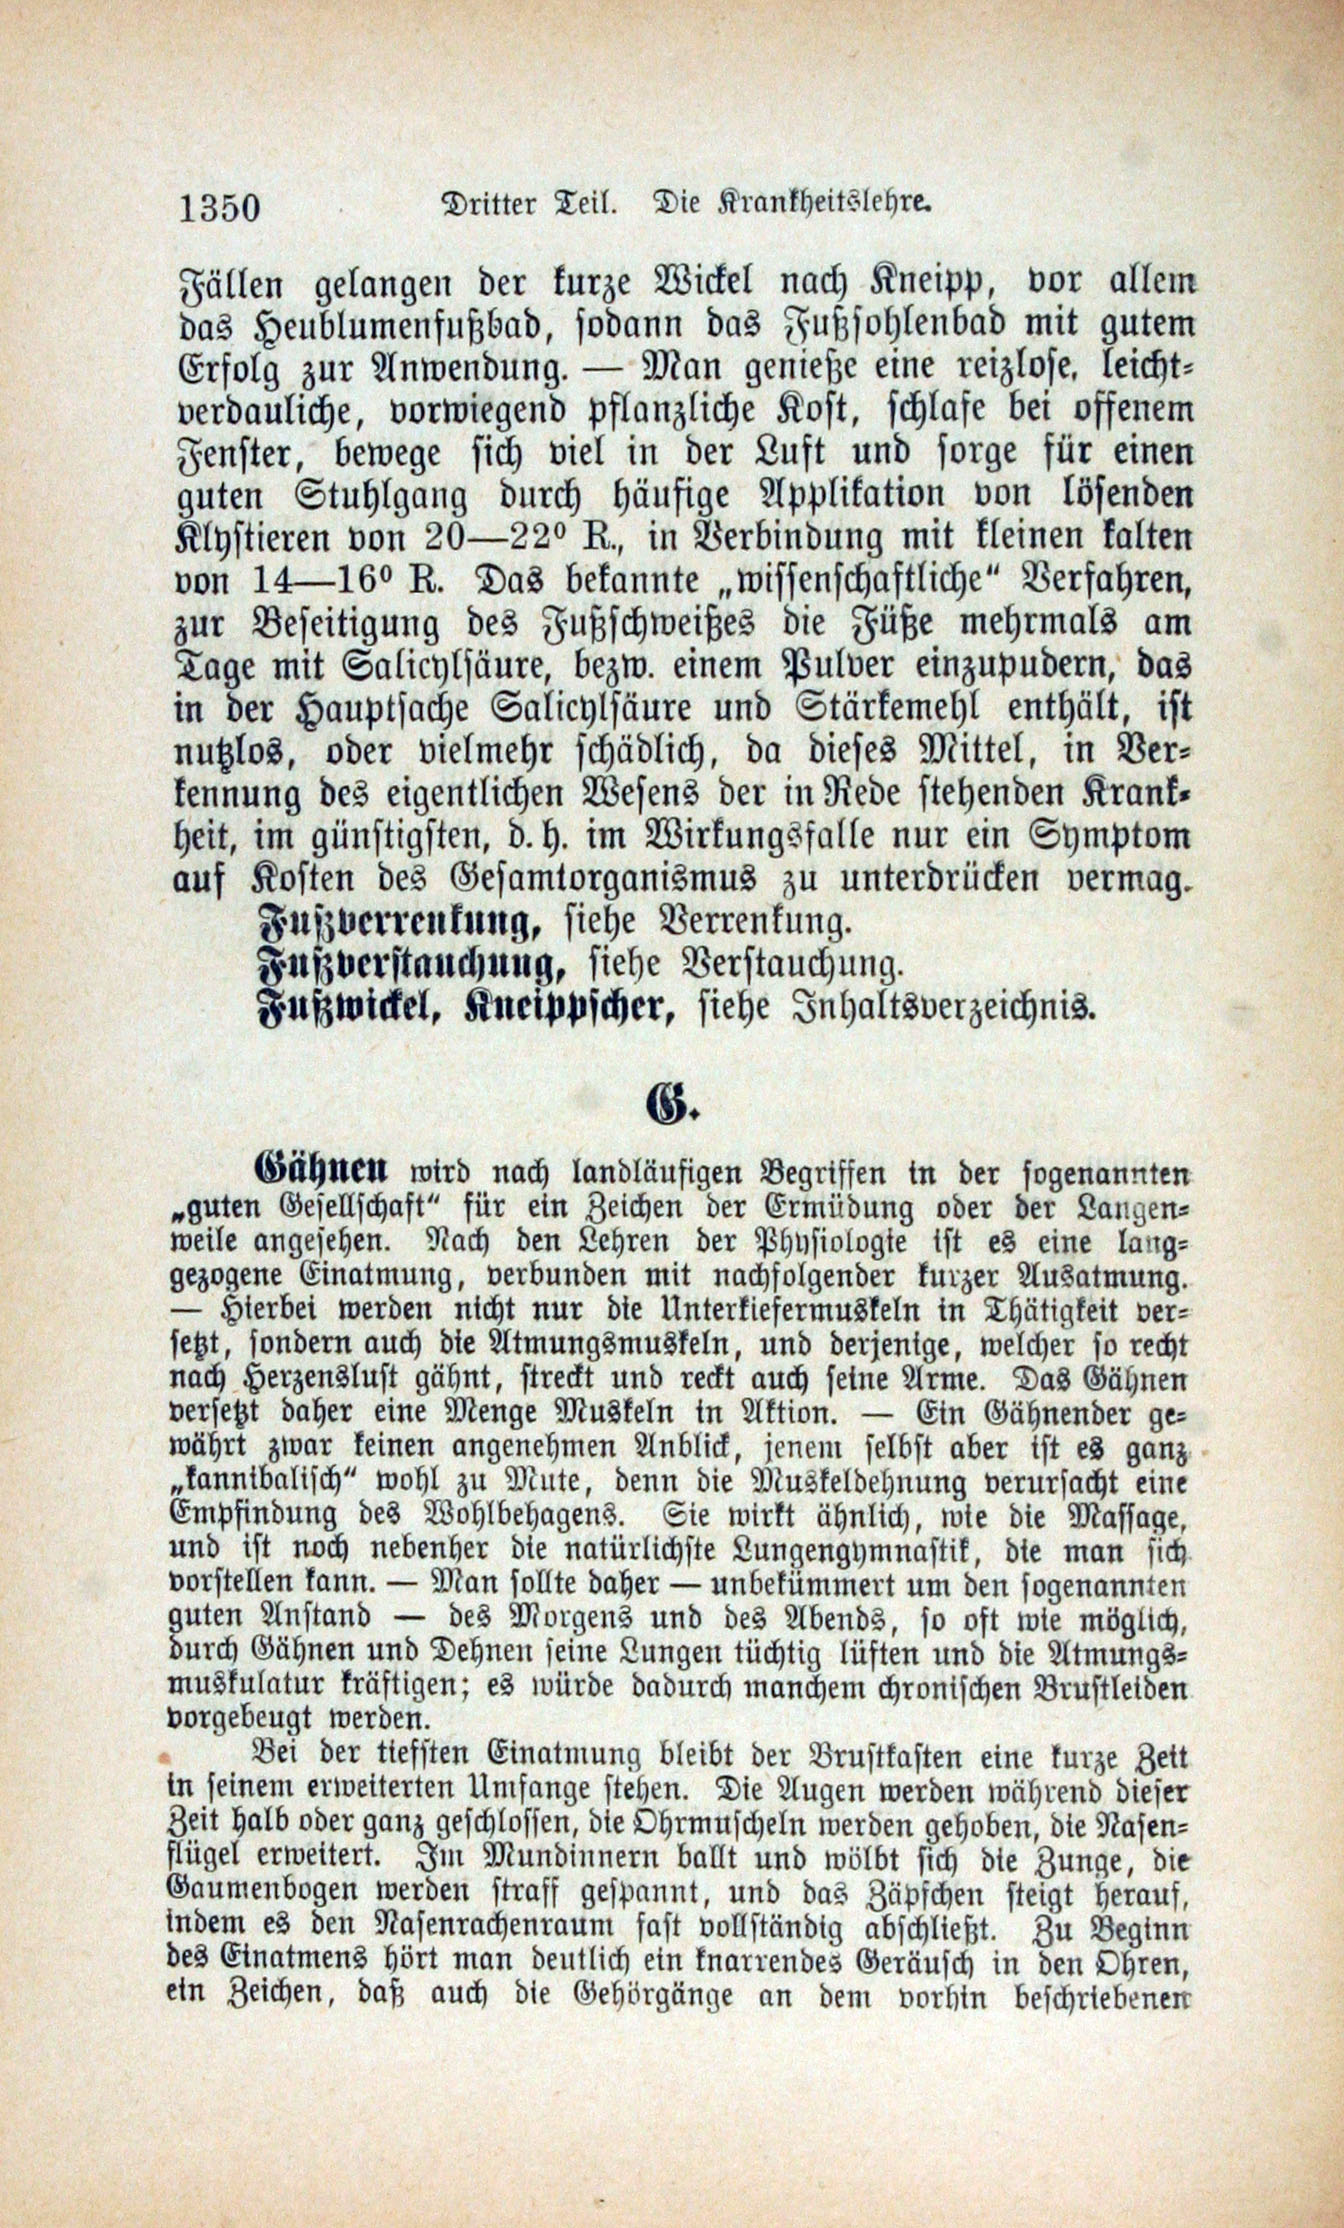 1350 Dritter Teil. Die Krankheitslehre.
Fällen gelangen der kurze Wickel nach Kneipp, vor allem
das Heublumenfußbad, sodann das Fußsohlenbad mit gutem
Erfolg zur Anwendung. — Man genieße eine reizlose, leicht-
verdauliche, vorwiegend pflanzliche Kost, schlafe bei offenem
Fenster, bewege sich viel in der Luft und sorge für einen
guten Stuhlgang durch häufige Applikation von lösenden
Klystieren von 20—22° R., in Verbindung mit kleinen kalten
von 14—16° R. Das bekannte „wissenschaftliche“ Verfahren,
zur Beseitigung des Fußschweißes die Füße mehrmals am
Tage mit Salicylsäure, bezw. einem Pulver einzupudern, das
in der Hauptsache Salicylsäure und Stärkemehl enthält, ist
nutzlos, oder vielmehr schädlich, da dieses Mittel, in Ver-
kennung des eigentlichen Wesens der in Rede stehenden Krank-
heit, im günstigsten, d. h. im Wirkungsfalle nur ein Symptom
auf Kosten des Gesamtorganismus zu unterdrücken vermag.
Fußverrenkung, siehe Verrenkung.
Fußverstauchung, siehe Verstauchung.
Fußwickel, Kneippscher, siehe Inhaltsverzeichnis.
G.
Gähnen wird nach landläufigen Begriffen in der sogenannten
„guten Gesellschaft“ für ein Zeichen der Ermüdung oder der Langen-
weile angesehen. Nach den Lehren der Physiologie ist es eine lang-
gezogene Einatmung, verbunden mit nachfolgender kurzer Ausatmung.
— Hierbei werden nicht nur die Unterkiefermuskeln in Thätigkeit ver-
setzt, sondern auch die Atmungsmuskeln, und derjenige, welcher so recht
nach Herzenslust gähnt, streckt und reckt auch seine Arme. Das Gähnen
versetzt daher eine Menge Muskeln in Aktion. — Ein Gähnender ge-
währt zwar keinen angenehmen Anblick, jenem selbst aber ist es ganz
„kannibalisch“ wohl zu Mute, denn die Muskeldehnung verursacht eine
Empfindung des Wohlbehagens. Sie wirkt ähnlich, wie die Massage,
und ist noch nebenher die natürlichste Lungengymnastik, die man sich
vorstellen kann. — Man sollte daher — unbekümmert um den sogenannten
guten Anstand — des Morgens und des Abends, so oft wie möglich,
durch Gähnen und Dehnen seine Lungen tüchtig lüften und die Atmungs-
muskulatur kräftigen; es würde dadurch manchem chronischen Brustleiden
vorgebeugt werden.
Bei der tiefsten Einatmung bleibt der Brustkasten eine kurze Zeit
in seinem erweiterten Umfange stehen. Die Augen werden während dieser
Zeit halb oder ganz geschlossen, die Ohrmuscheln werden gehoben, die Nasen-
flügel erweitert. Im Mundinnern ballt und wölbt sich die Zunge, die
Gaumenbogen werden straff gespannt, und das Zäpfchen steigt herauf,
indem es den Nasenrachenraum fast vollständig abschließt. Zu Beginn
des Einatmens hört man deutlich ein knarrendes Geräusch in den Ohren,
ein Zeichen, daß auch die Gehörgänge an dem vorhin beschriebenen